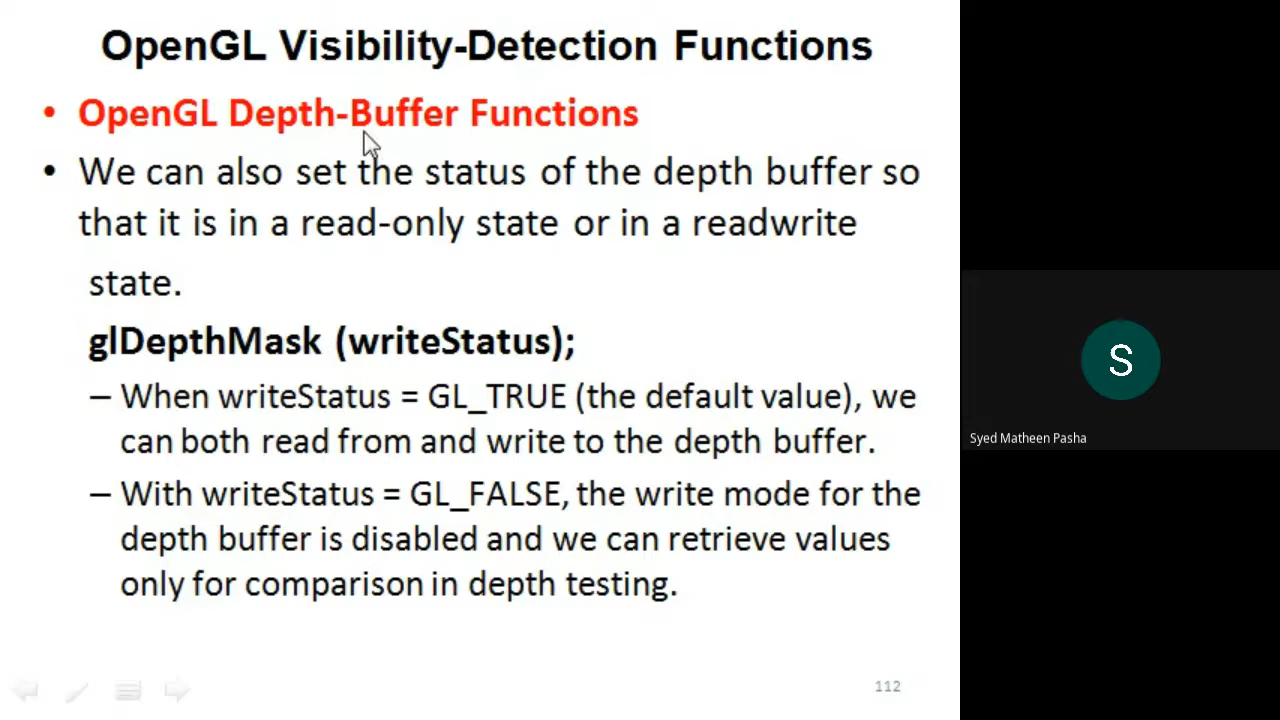 OpenGL Visibility-Detection Functions
• OpenGL Depth-Buffer Functions
• We can also set the status of the depth buffer so
that it is in a read-only state or in a readwrite
state.
glDepthMask (writeStatus);
– When writeStatus = GL_TRUE (the default value), we
can both read from and write to the depth buffer.
– With writeStatus = GL_FALSE, the write mode for the
depth buffer is disabled and we can retrieve values
only for comparison in depth testing.
112
S
Syed Matheen Pasha